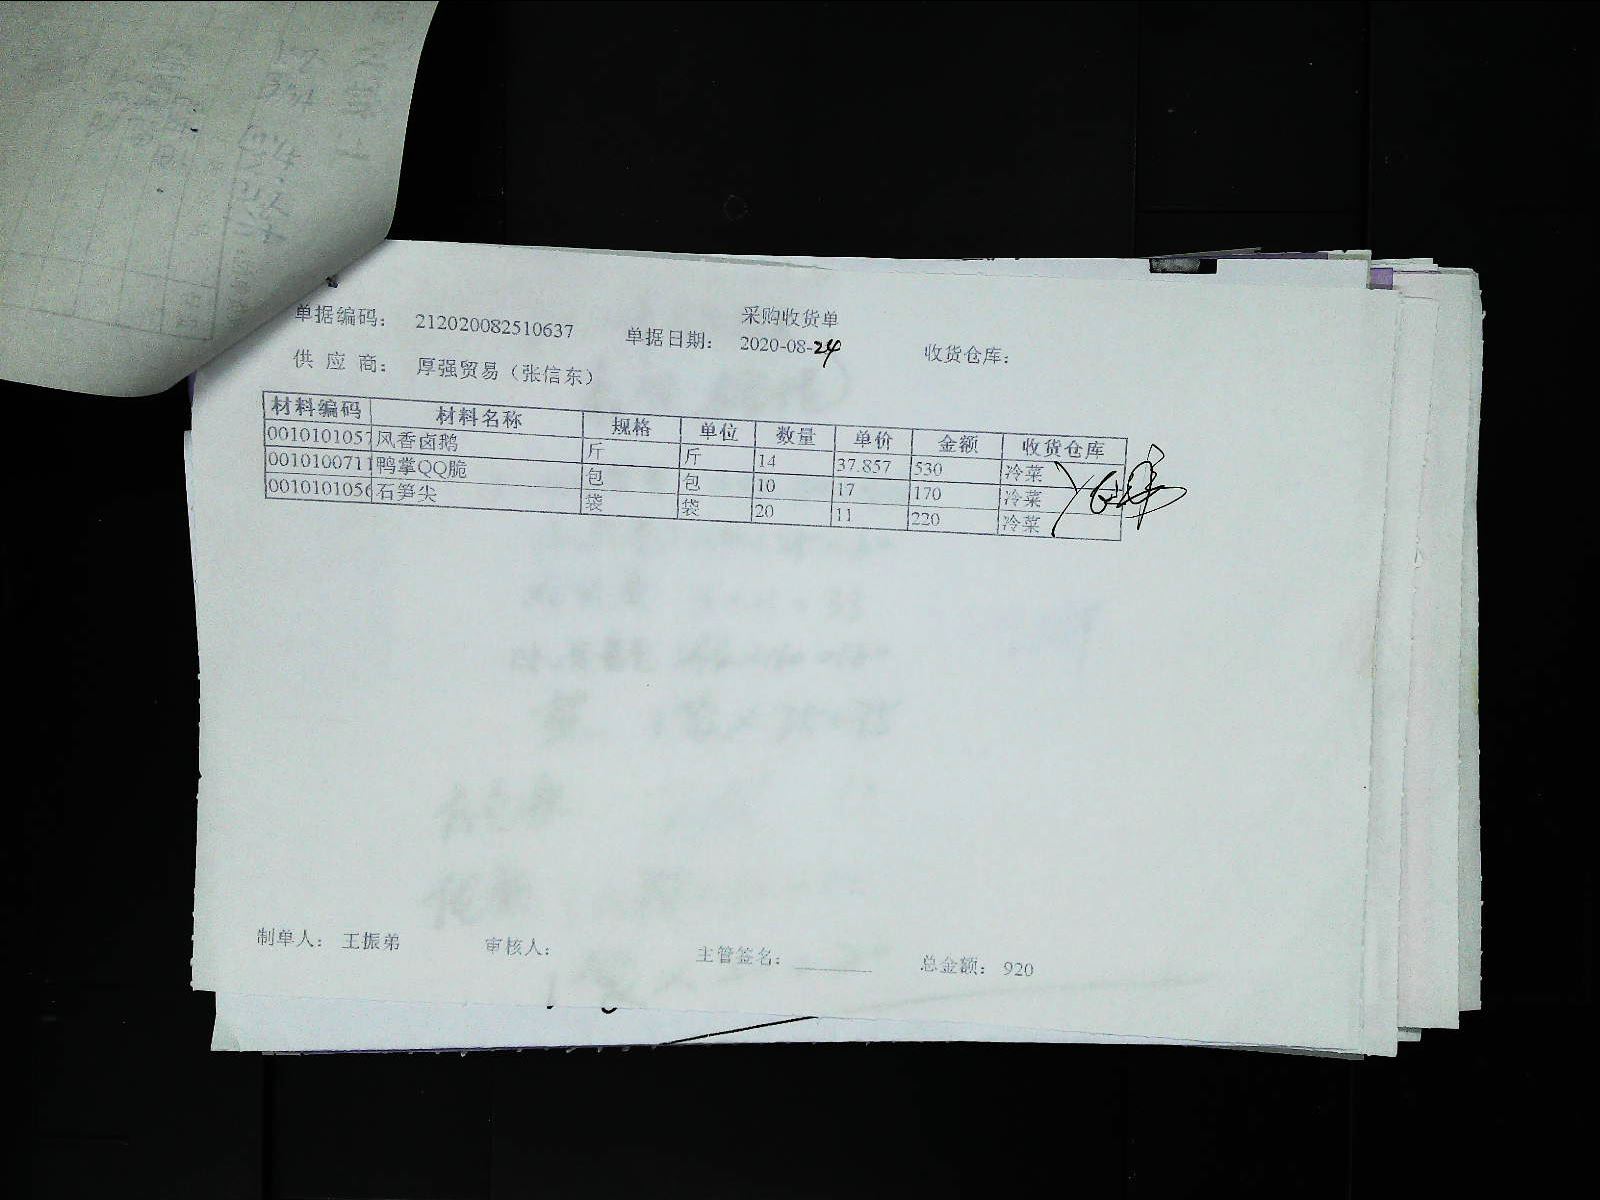 采购收货单
单据编码： 212020082510637 单据日期： 2020-08-24 收货仓库：
供 应 商： 厚强贸易（张信东）
材料编码 材料名称 规格 单位 数量 单价 金额 收货仓库
0010101057 风香卤鹅 斤 斤 14 37.857 530 冷菜
0010100711 鸭掌QQ脆 包 包 10 17 170 冷菜
0010101056 石笋尖 袋 袋 20 11 220 冷菜
制单人： 王振弟 审核人： 主管签名： 总金额： 920